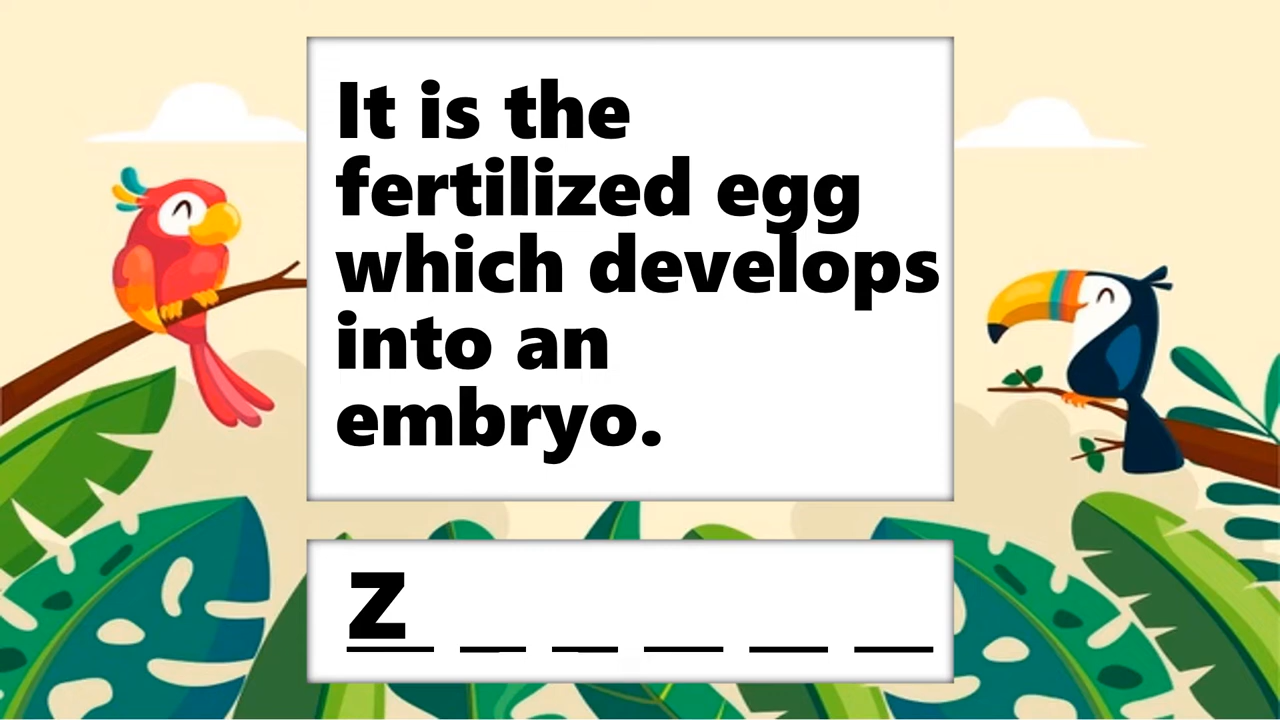 It is the
fertilized egg
which develops
into an
embryo.
Z _ _ _ _ _